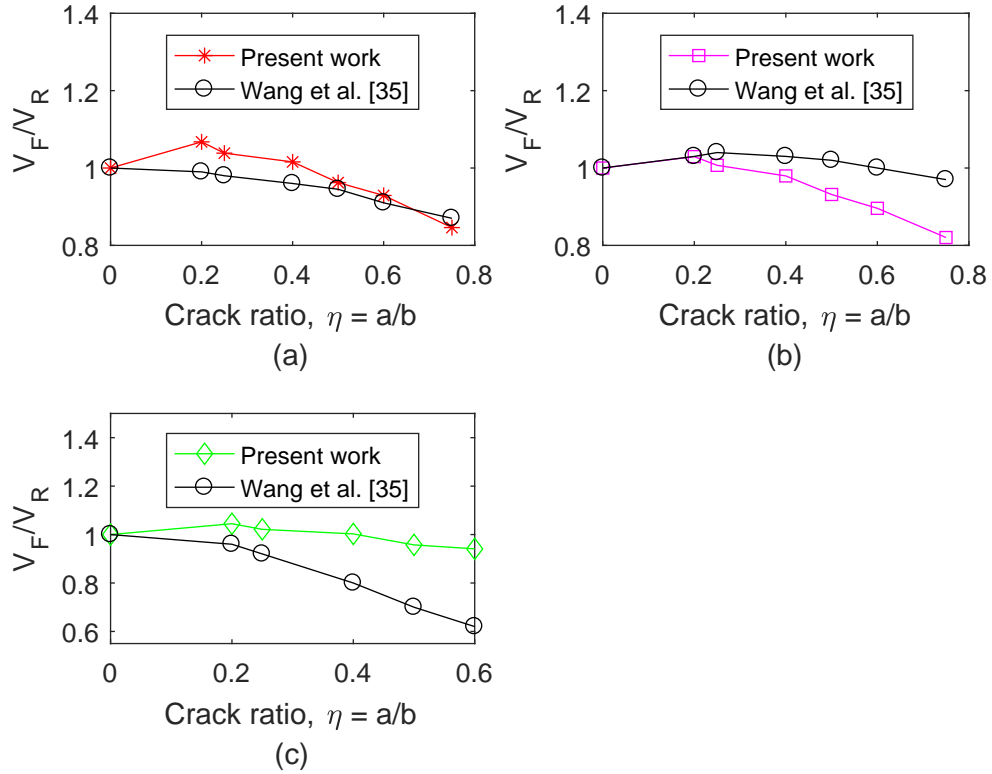 1.4
1.2
1
0.8
V_F/V_R
Present work
Wang et al. [35]
0 0.2 0.4 0.6 0.8
Crack ratio, η = a/b
(a)
1.4
1.2
1
0.8
V_F/V_R
Present work
Wang et al. [35]
0 0.2 0.4 0.6 0.8
Crack ratio, η = a/b
(b)
1.4
1.2
1
0.8
0.6
V_F/V_R
Present work
Wang et al. [35]
0 0.2 0.4 0.6
Crack ratio, η = a/b
(c)